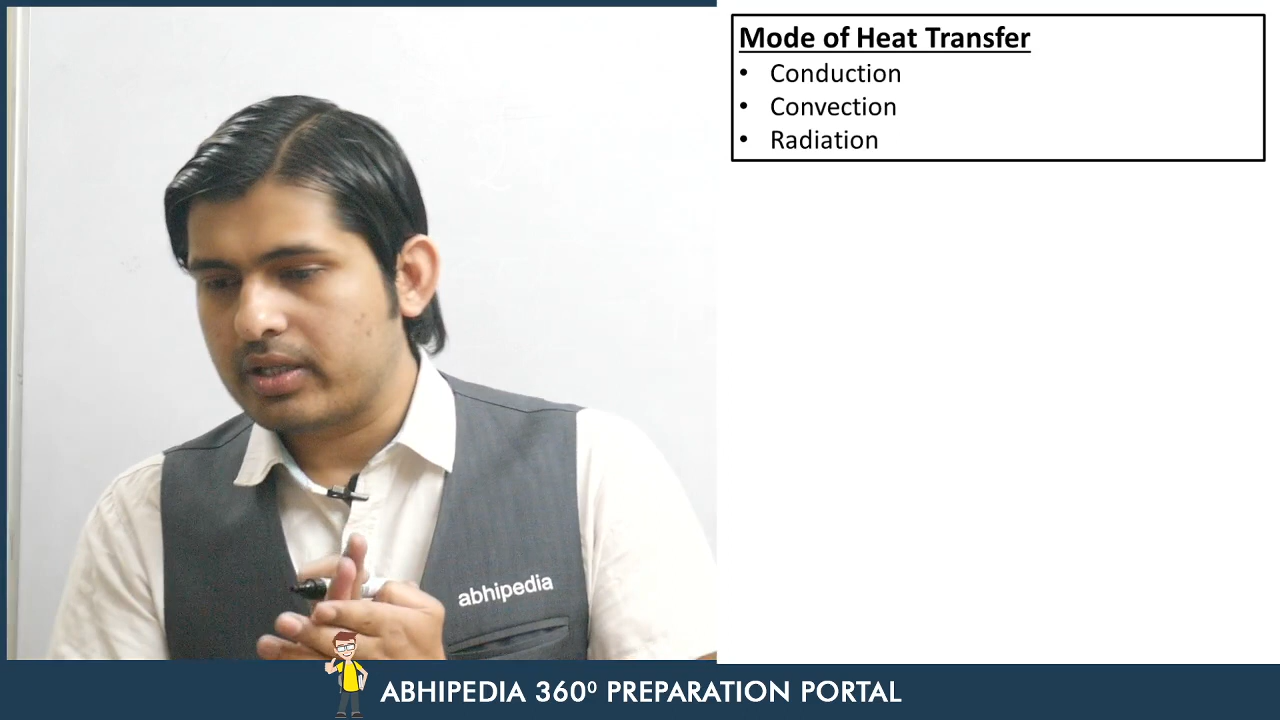 Mode of Heat Transfer
• Conduction
• Convection
• Radiation
abhipedia
ABHIPEDIA 360⁰ PREPARATION PORTAL